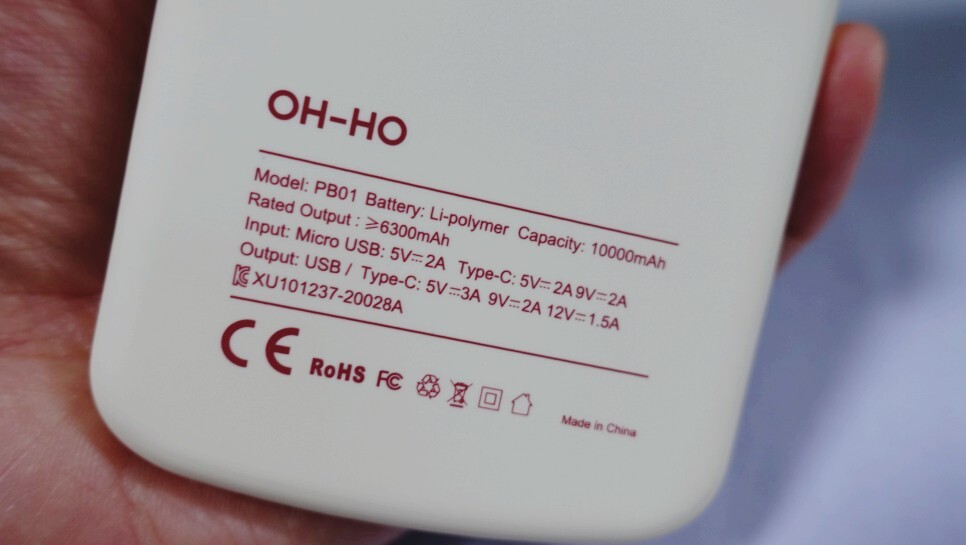 OH-HO
Model: PB01 Battery: Li-polymer Capacity: 10000mAh
Rated Output : ≥6300mAh
Input: Micro USB: 5V⎓2A Type-C: 5V⎓2A 9V⎓2A
Output: USB / Type-C: 5V⎓3A 9V⎓2A 12V⎓1.5A
XU101237-20028A
CE RoHS FC Made in China